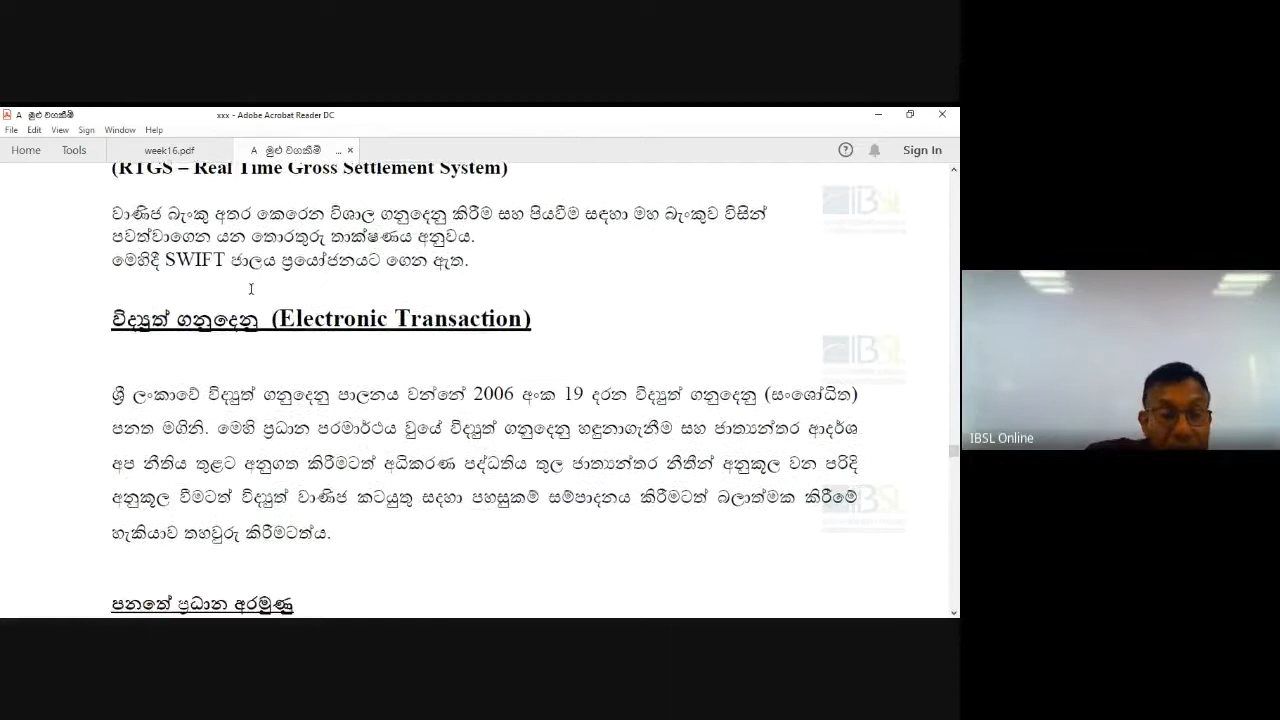 A මුළු වගකීම්
xxx - Adobe Acrobat Reader DC
File Edit View Sign Window Help
Home Tools week16.pdf A මුළු වගකීම් ... × Sign In
(RTGS – Real Time Gross Settlement System)
වාණිජ බැංකු අතර කෙරෙන විශාල ගනුදෙනු කිරීම සහ පියවීම සඳහා මහ බැංකුව විසින්
පවත්වාගෙන යන තොරතුරු තාක්ෂණය අනුවය.
මෙහිදී SWIFT ජාලය ප්‍රයෝජනයට ගෙන ඇත.
විද්‍යුත් ගනුදෙනු (Electronic Transaction)
ශ්‍රී ලංකාවේ විද්‍යුත් ගනුදෙනු පාලනය වන්නේ 2006 අංක 19 දරන විද්‍යුත් ගනුදෙනු (සංශෝධිත)
පනත මගිනි. මෙහි ප්‍රධාන පරමාර්ථය වුයේ විද්‍යුත් ගනුදෙනු හඳුනාගැනීම සහ ජාත්‍යන්තර ආදර්ශ
අප නීතිය තුළට අනුගත කිරීමටත් අධිකරණ පද්ධතිය තුල ජාත්‍යන්තර නීතීන් අනුකූල වන පරිදි
අනුකූල වීමටත් විද්‍යුත් වාණිජ කටයුතු සදහා පහසුකම් සම්පාදනය කිරීමටත් බලාත්මක කිරීමේ
හැකියාව තහවුරු කිරීමටත්ය.
පනතේ ප්‍රධාන අරමුණු
IBSL
IBSL
IBSL
IBSL Online